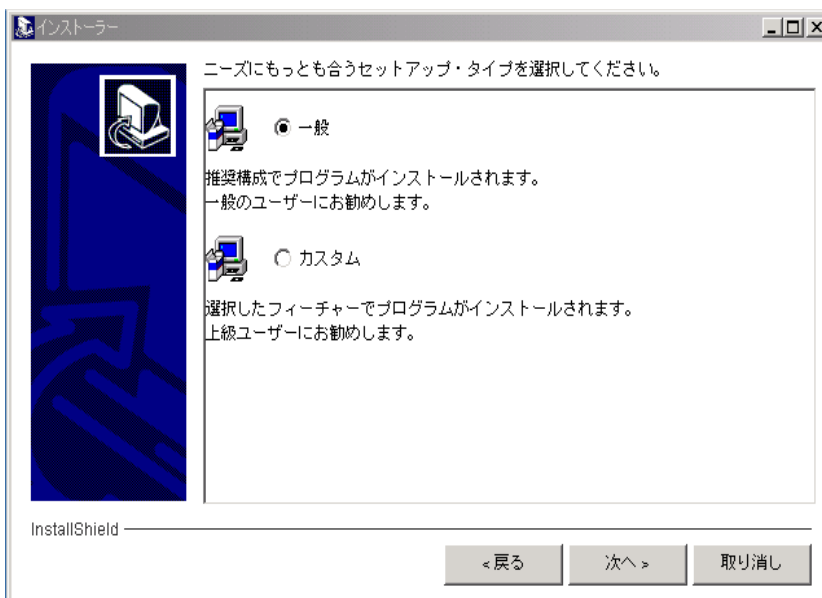 インストーラー
ニーズにもっとも合うセットアップ・タイプを選択してください。
一般
推奨構成でプログラムがインストールされます。
一般のユーザーにお勧めします。
カスタム
選択したフィーチャーでプログラムがインストールされます。
上級ユーザーにお勧めします。
InstallShield
<戻る
次へ>
取り消し